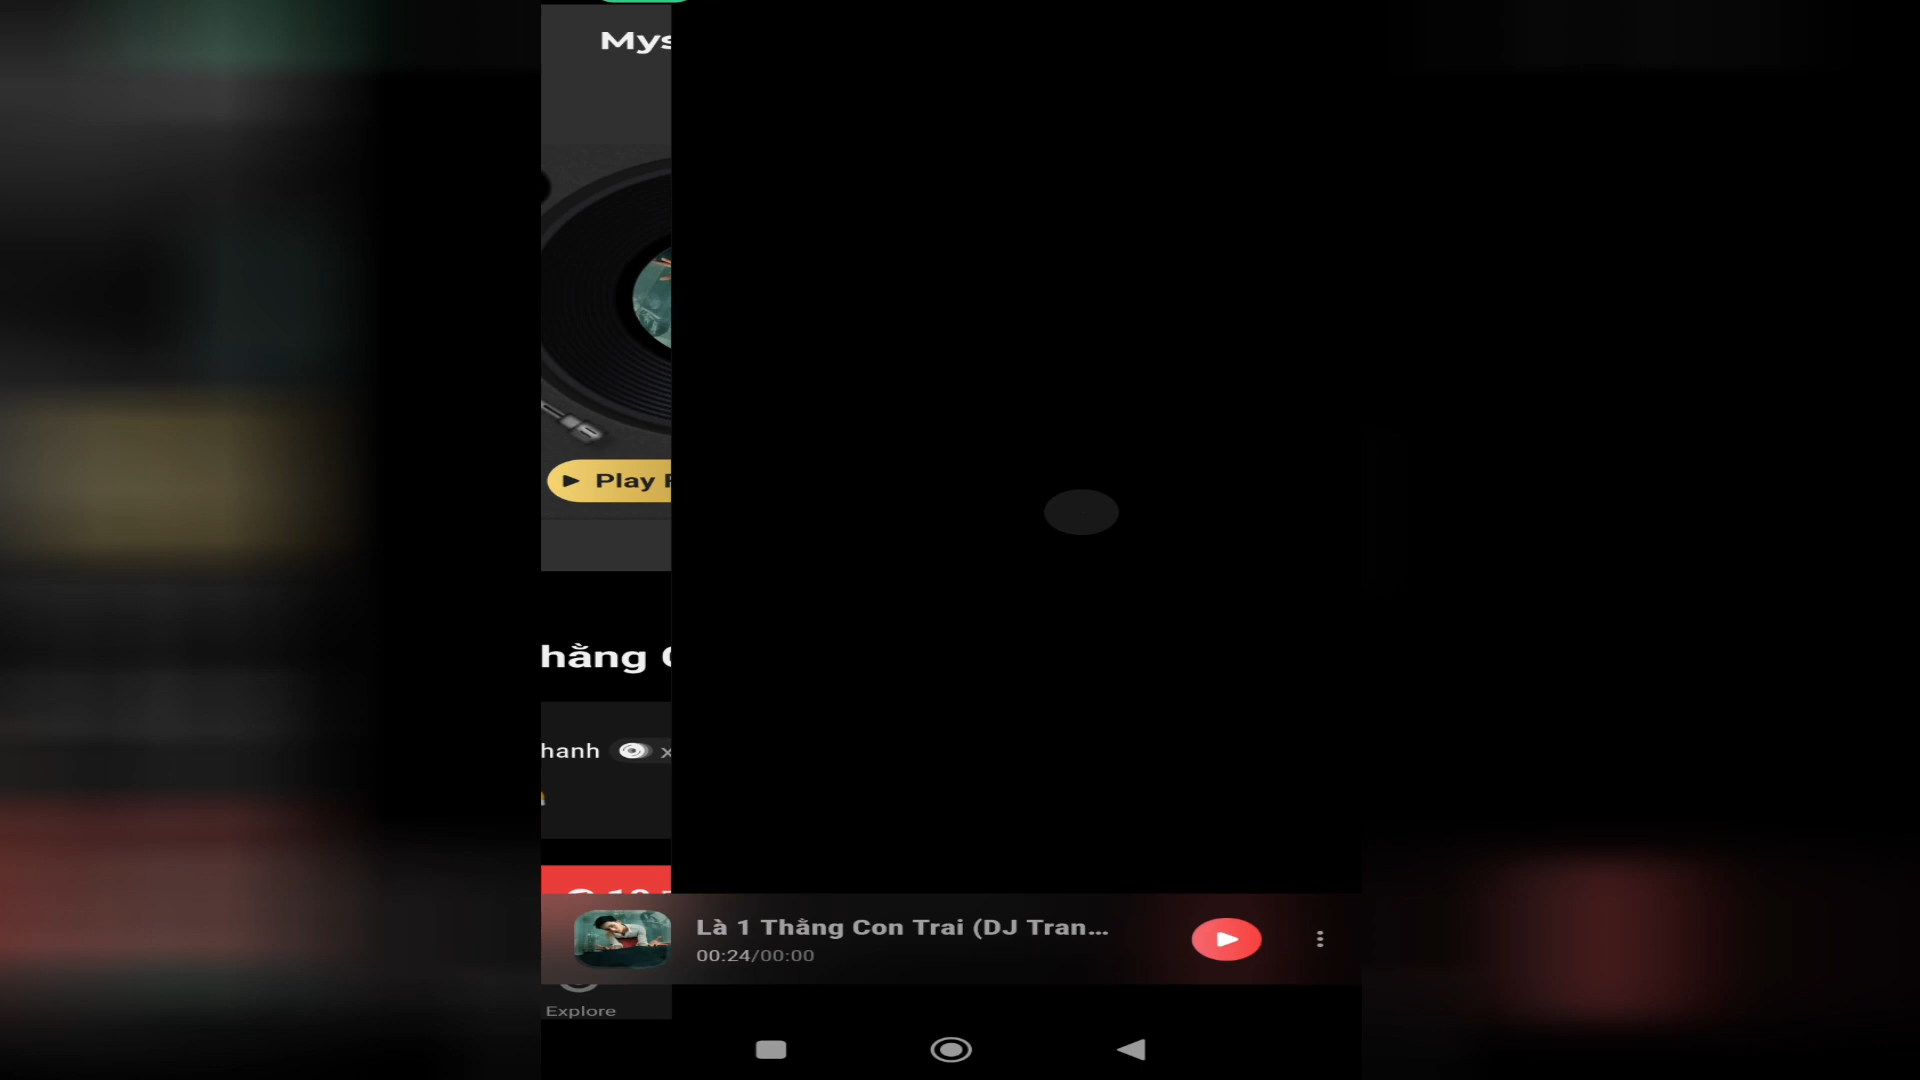 Mys
Play
hằng
hanh
Là 1 Thằng Con Trai (DJ Tran...
00:24/00:00
Explore